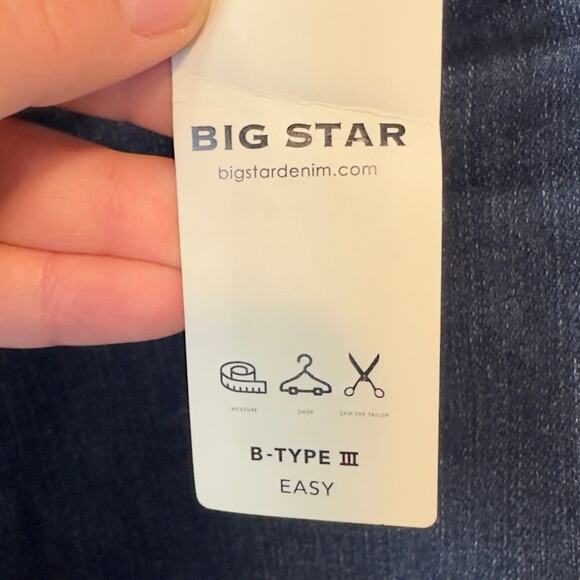 BIG STAR
bigstardenim.com
MEASURE SHOP SKIP THE TAILOR
B-TYPE III
EASY